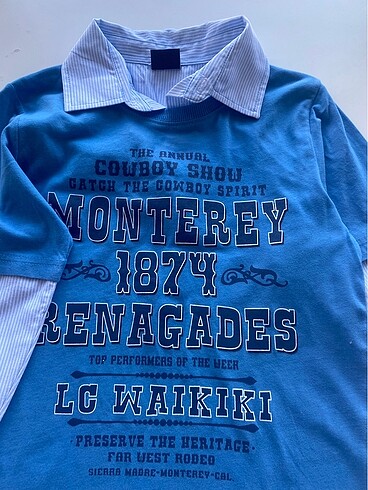 THE ANNUAL
COWBOY SHOW
CATCH THE COWBOY SPIRIT
MONTEREY
1874
RENAGADES
TOP PERFORMERS OF THE WEEK
LC WAIKIKI
PRESERVE THE HERITAGE
FAR WEST RODEO
SIERRA MADRE-MONTEREY-CAL.